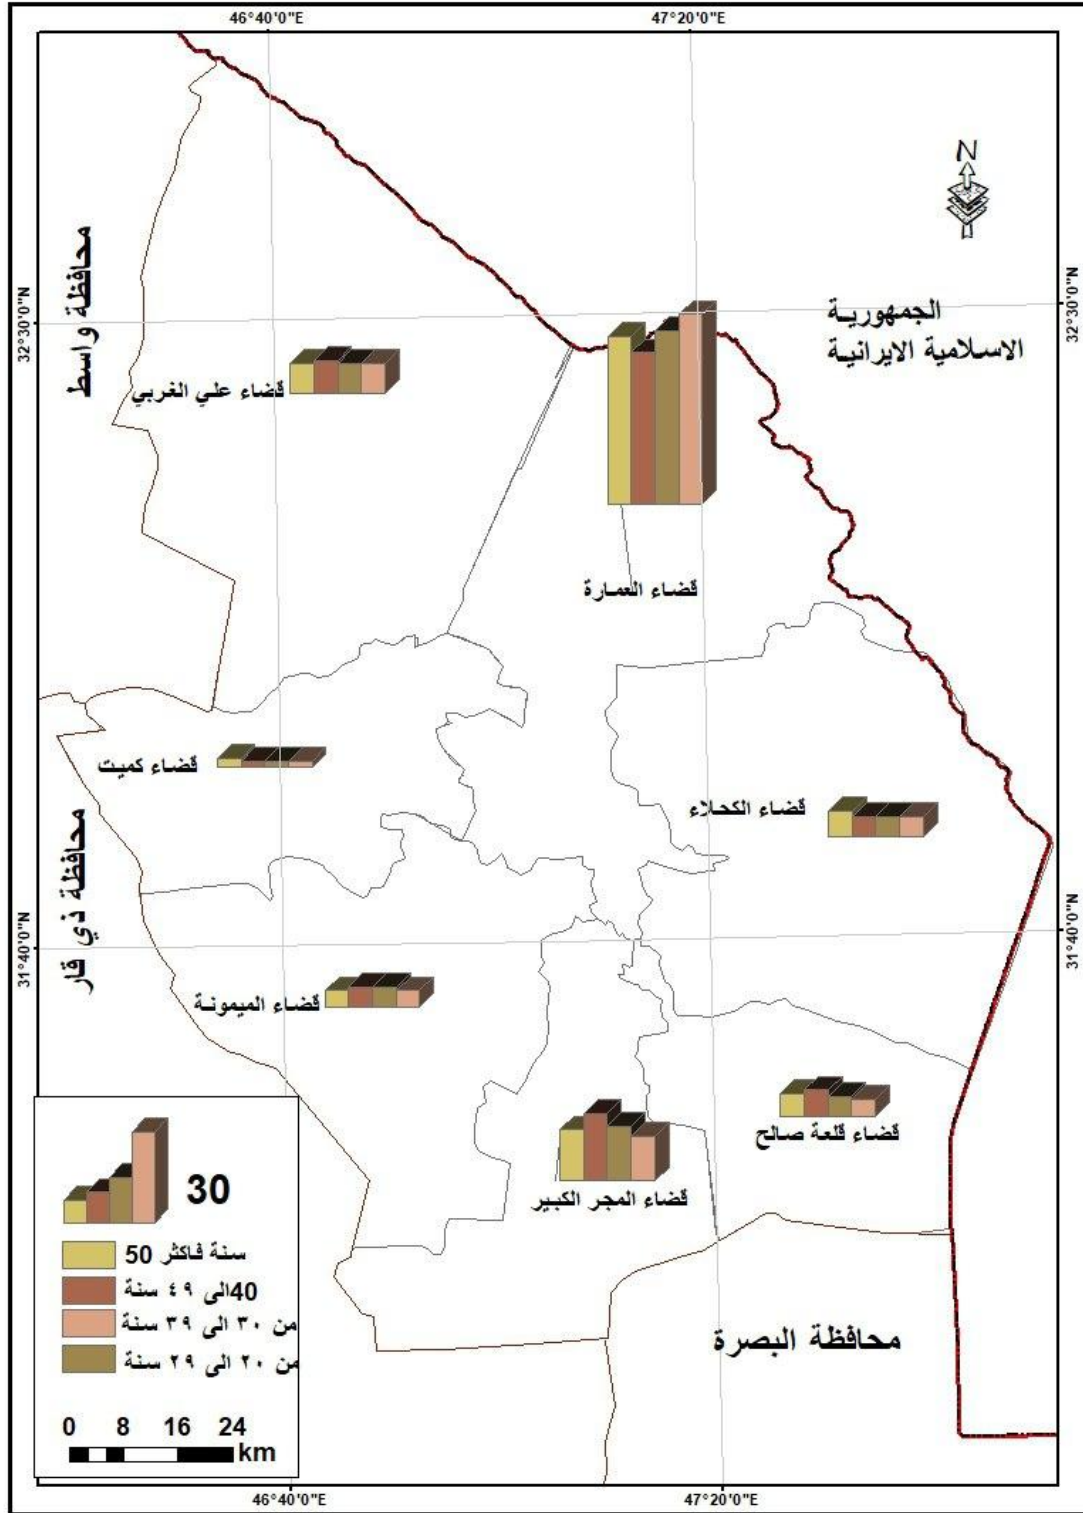 46°40'0"E
47°20'0"E
N
32°30'0"N
32°30'0"N
محافظة واسط
الجمهورية
الاسلامية الايرانية
قضاء علي الغربي
قضاء العمارة
قضاء كميت
قضاء الكحلاء
محافظة ذي قار
31°40'0"N
31°40'0"N
قضاء الميمونة
قضاء قلعة صالح
قضاء المجر الكبير
محافظة البصرة
30
50 سنة فاكثر
40الى ٤٩ سنة
من ٣٠ الى ٣٩ سنة
من ٢٠ الى ٢٩ سنة
0 8 16 24
km
46°40'0"E
47°20'0"E